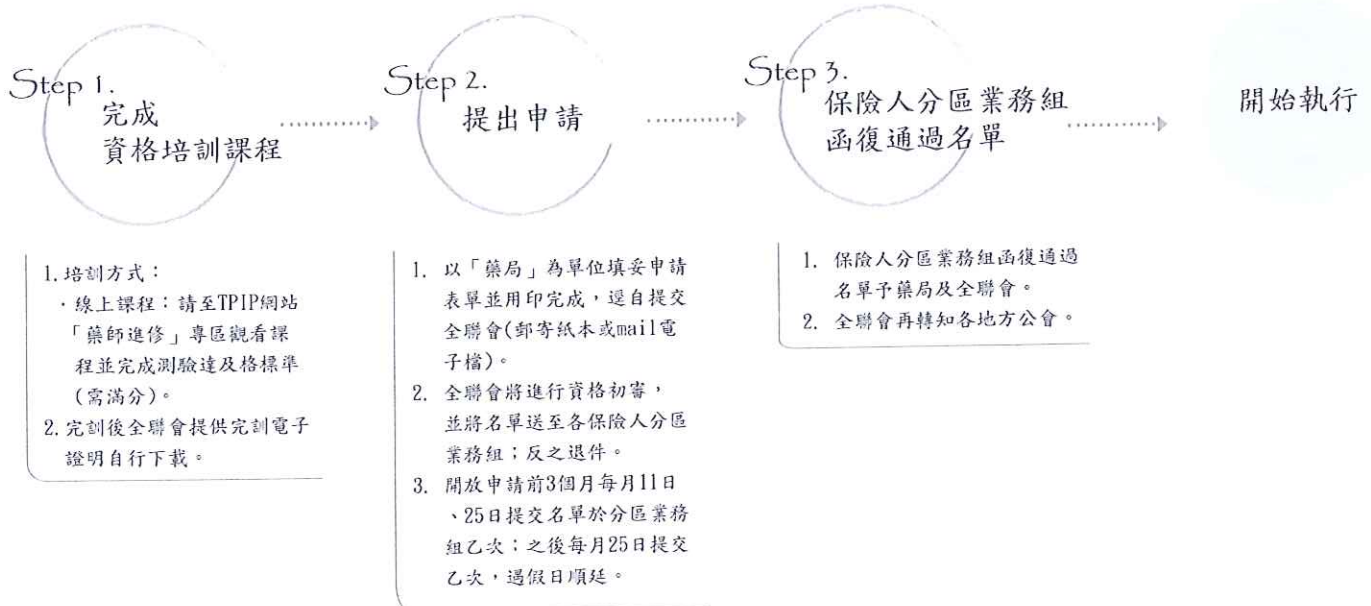 Step 1.
完成
資格培訓課程
Step 2.
提出申請
Step 3.
保險人分區業務組
函復通過名單
開始執行
1.培訓方式：
・線上課程：請至TPIP網站
「藥師進修」專區觀看課
程並完成測驗達及格標準
(需滿分)。
2.完訓後全聯會提供完訓電子
證明自行下載。
1. 以「藥局」為單位填妥申請
表單並用印完成，逕自提交
全聯會(郵寄紙本或mail電
子檔)。
2. 全聯會將進行資格初審，
並將名單送至各保險人分區
業務組；反之退件。
3. 開放申請前3個月每月11日
、25日提交名單於分區業務
組乙次；之後每月25日提交
乙次，遇假日順延。
1. 保險人分區業務組函復通過
名單予藥局及全聯會。
2. 全聯會再轉知各地方公會。